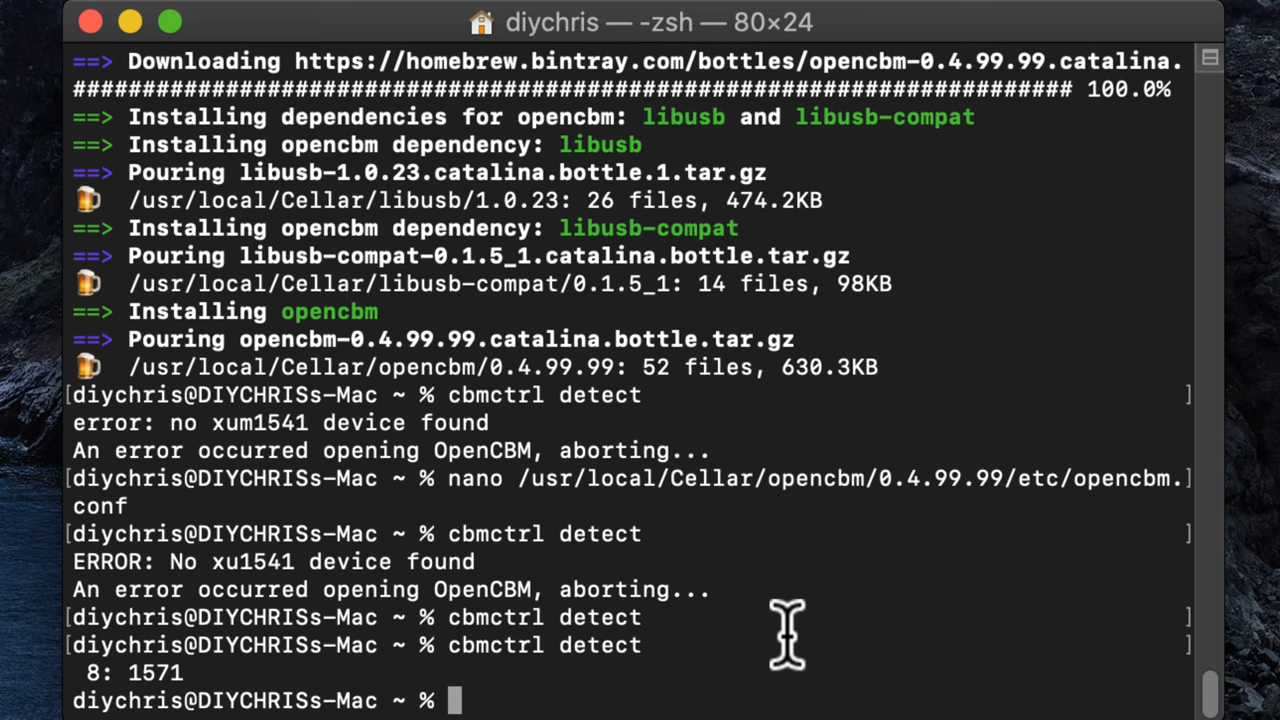 diychris — -zsh — 80×24
==> Downloading https://homebrew.bintray.com/bottles/opencbm-0.4.99.99.catalina.
######################################################################## 100.0%
==> Installing dependencies for opencbm: libusb and libusb-compat
==> Installing opencbm dependency: libusb
==> Pouring libusb-1.0.23.catalina.bottle.1.tar.gz
🍺 /usr/local/Cellar/libusb/1.0.23: 26 files, 474.2KB
==> Installing opencbm dependency: libusb-compat
==> Pouring libusb-compat-0.1.5_1.catalina.bottle.tar.gz
🍺 /usr/local/Cellar/libusb-compat/0.1.5_1: 14 files, 98KB
==> Installing opencbm
==> Pouring opencbm-0.4.99.99.catalina.bottle.tar.gz
🍺 /usr/local/Cellar/opencbm/0.4.99.99: 52 files, 630.3KB
[diychris@DIYCHRISs-Mac ~ % cbmctrl detect ]
error: no xum1541 device found
An error occurred opening OpenCBM, aborting...
[diychris@DIYCHRISs-Mac ~ % nano /usr/local/Cellar/opencbm/0.4.99.99/etc/opencbm.]
conf
[diychris@DIYCHRISs-Mac ~ % cbmctrl detect ]
ERROR: No xu1541 device found
An error occurred opening OpenCBM, aborting...
[diychris@DIYCHRISs-Mac ~ % cbmctrl detect ]
[diychris@DIYCHRISs-Mac ~ % cbmctrl detect ]
8: 1571
diychris@DIYCHRISs-Mac ~ %